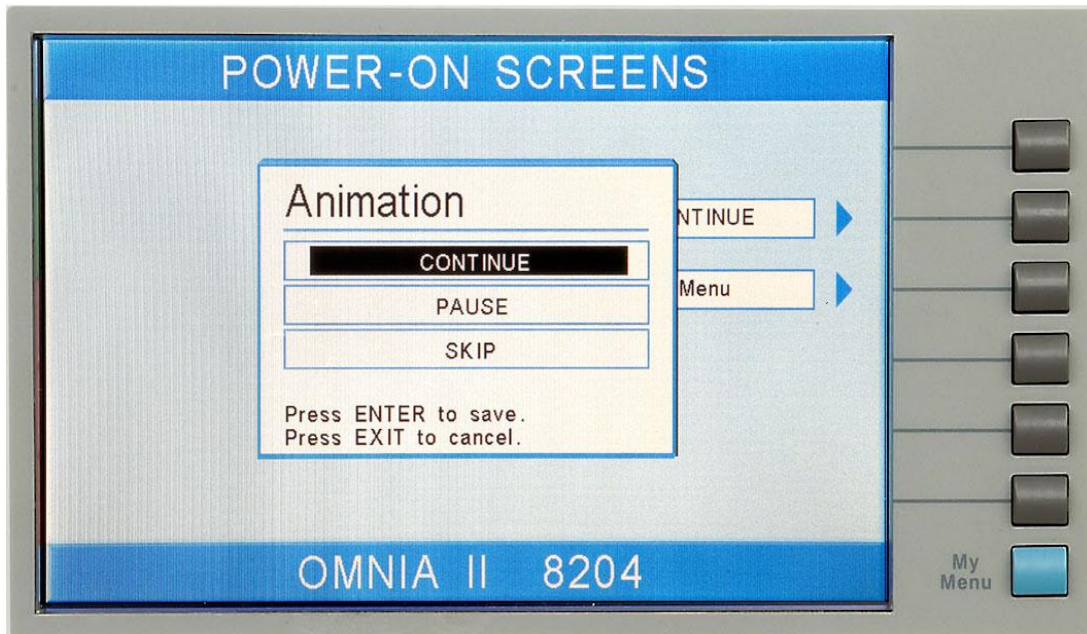 POWER-ON SCREENS
Animation
CONTINUE
PAUSE
SKIP
Press ENTER to save.
Press EXIT to cancel.
NTINUE
Menu
OMNIA II 8204
My
Menu